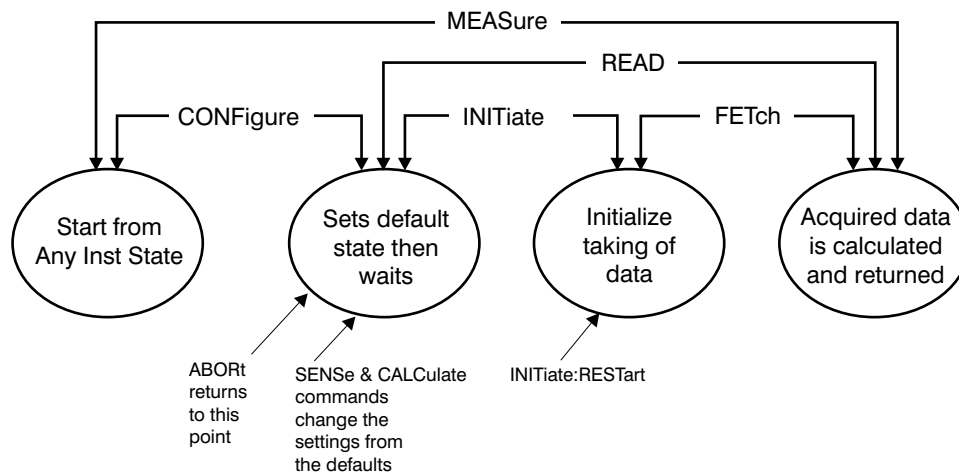 MEASure
READ
CONFigure
INITiate
FETch
Start from
Any Inst State
Sets default
state then
waits
Initialize
taking of
data
Acquired data
is calculated
and returned
ABORt
returns
to this
point
SENSe & CALCulate
commands
change the
settings from
the defaults
INITiate:RESTart